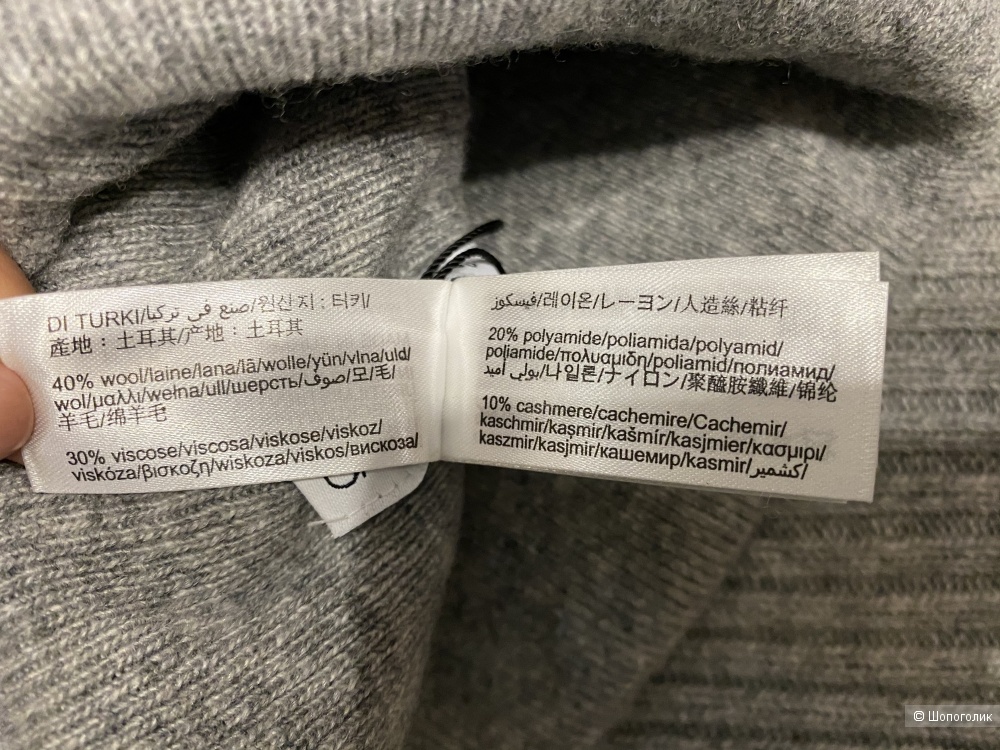 DI TURKI/صنع في تركيا/원산지 : 터키/
產地 : 土耳其/产地 : 土耳其
40% wool/laine/lana/lã/wolle/yün/vlna/uld/
wol/μαλλι/wełna/ull/шерсть/صوف/모/毛/
羊毛/绵羊毛
30% viscose/viscosa/viskose/viskoz/
viskóza/βισκοζη/wiskoza/viskos/вискоза/
فيسكوز/레이온/レーヨン/人造絲/粘纤
20% polyamide/poliamida/polyamid/
poliamide/πολυαμιδη/poliamid/полиамид/
بولي أميد/나일론/ナイロン/聚醯胺纖維/锦纶
10% cashmere/cachemire/Cachemir/
kaschmir/kaşmir/kašmír/kasjmier/κασμιρι/
kaszmir/kasjmir/кашемир/kasmir/كشمير/
© Шопоголик